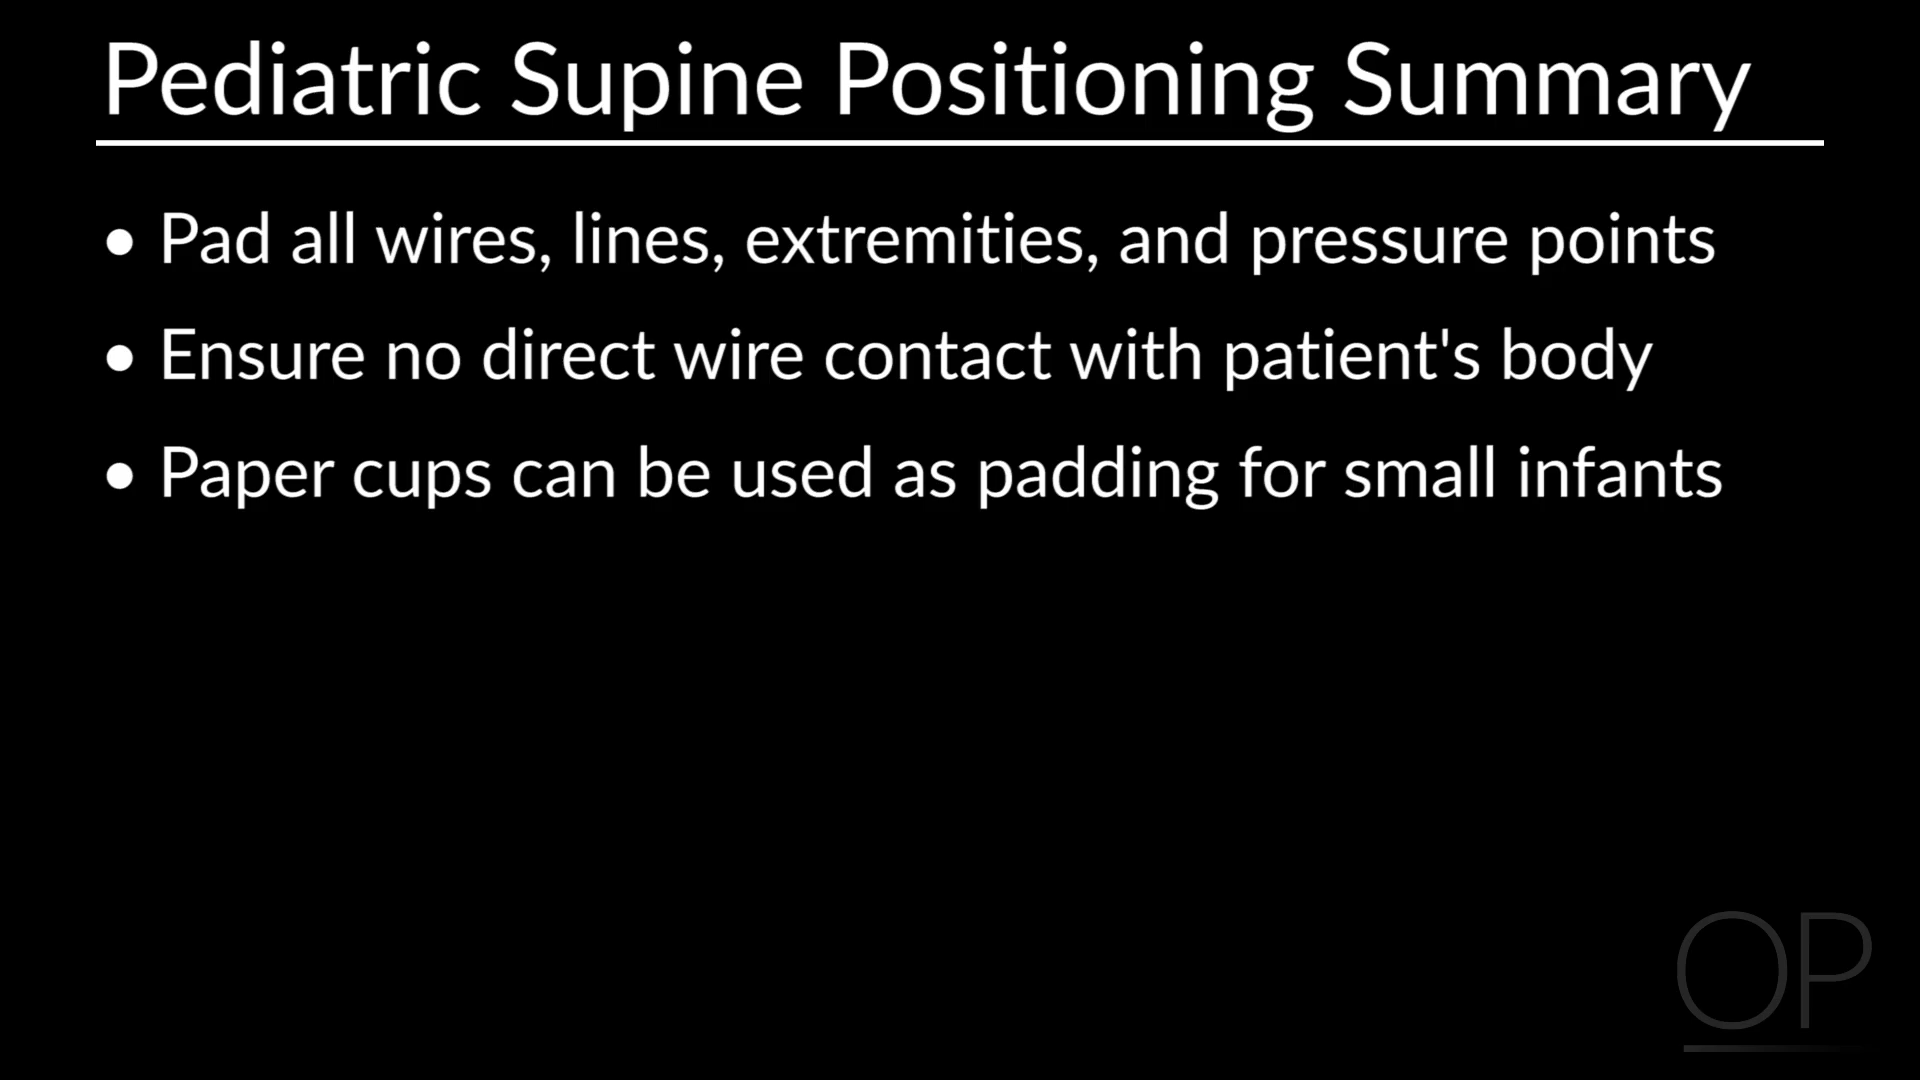 Pediatric Supine Positioning Summary
• Pad all wires, lines, extremities, and pressure points
• Ensure no direct wire contact with patient's body
• Paper cups can be used as padding for small infants
OP